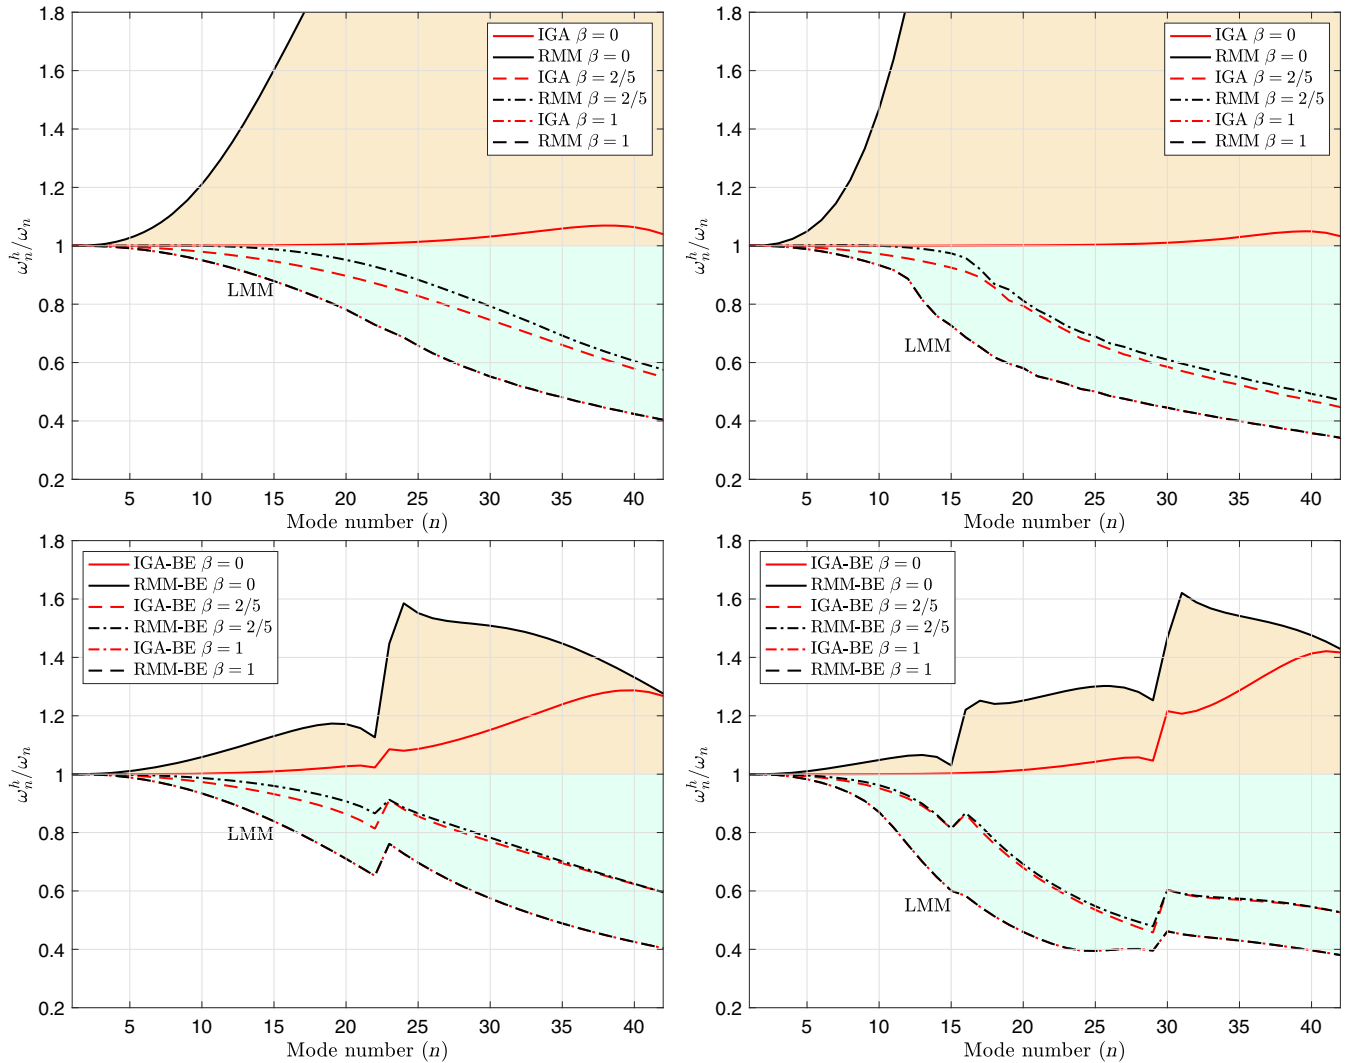 1.8
1.6
1.4
1.2
1
0.8
0.6
0.4
0.2
ω_n^h/ω_n
IGA β = 0
RMM β = 0
IGA β = 2/5
RMM β = 2/5
IGA β = 1
RMM β = 1
LMM
5 10 15 20 25 30 35 40
Mode number (n)
1.8
1.6
1.4
1.2
1
0.8
0.6
0.4
0.2
ω_n^h/ω_n
IGA β = 0
RMM β = 0
IGA β = 2/5
RMM β = 2/5
IGA β = 1
RMM β = 1
LMM
5 10 15 20 25 30 35 40
Mode number (n)
1.8
1.6
1.4
1.2
1
0.8
0.6
0.4
0.2
ω_n^h/ω_n
IGA-BE β = 0
RMM-BE β = 0
IGA-BE β = 2/5
RMM-BE β = 2/5
IGA-BE β = 1
RMM-BE β = 1
LMM
5 10 15 20 25 30 35 40
Mode number (n)
1.8
1.6
1.4
1.2
1
0.8
0.6
0.4
0.2
ω_n^h/ω_n
IGA-BE β = 0
RMM-BE β = 0
IGA-BE β = 2/5
RMM-BE β = 2/5
IGA-BE β = 1
RMM-BE β = 1
LMM
5 10 15 20 25 30 35 40
Mode number (n)